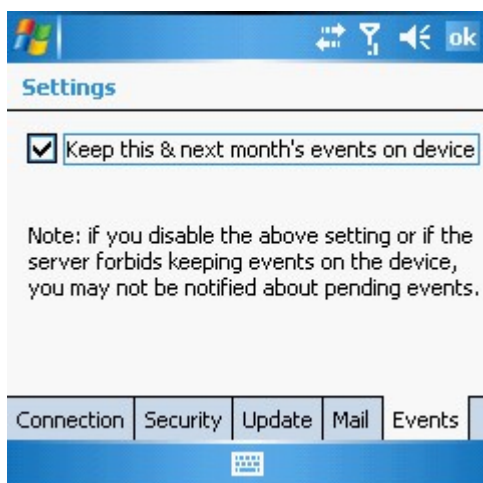 ok
Settings
Keep this & next month's events on device
Note: if you disable the above setting or if the
server forbids keeping events on the device,
you may not be notified about pending events.
Connection Security Update Mail Events